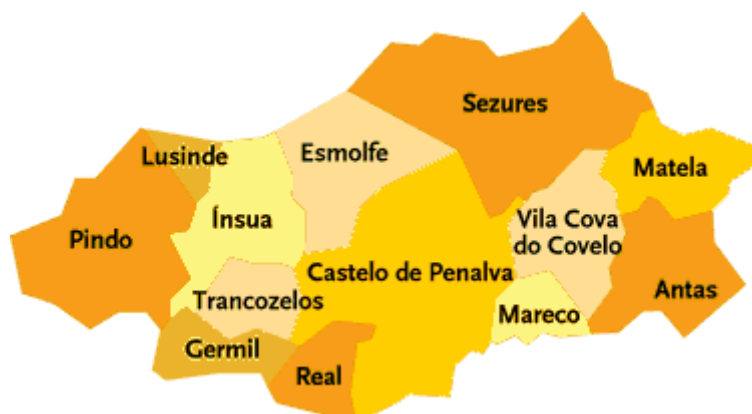 Sezures
Lusinde
Esmolfe
Matela
Ínsua
Pindo
Vila Cova
do Covelo
Castelo de Penalva
Trancozelos
Antas
Mareco
Germil
Real